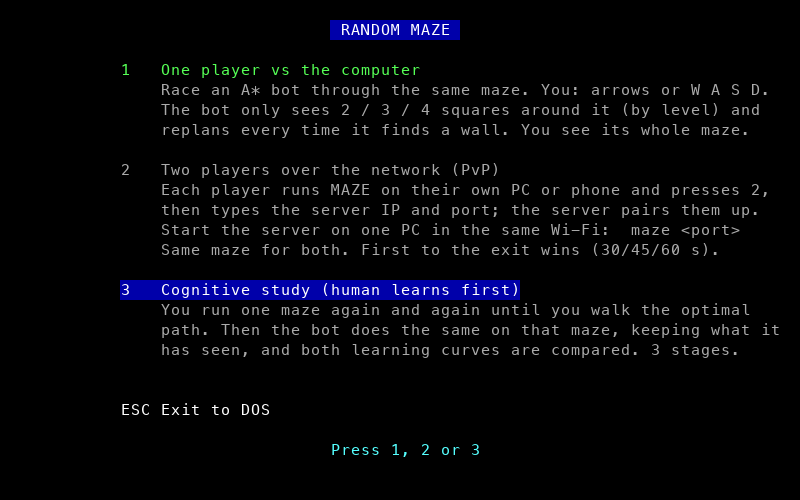 RANDOM MAZE
1 One player vs the computer
Race an A* bot through the same maze. You: arrows or W A S D.
The bot only sees 2 / 3 / 4 squares around it (by level) and
replans every time it finds a wall. You see its whole maze.
2 Two players over the network (PvP)
Each player runs MAZE on their own PC or phone and presses 2,
then types the server IP and port; the server pairs them up.
Start the server on one PC in the same Wi-Fi: maze <port>
Same maze for both. First to the exit wins (30/45/60 s).
3 Cognitive study (human learns first)
You run one maze again and again until you walk the optimal
path. Then the bot does the same on that maze, keeping what it
has seen, and both learning curves are compared. 3 stages.
ESC Exit to DOS
Press 1, 2 or 3